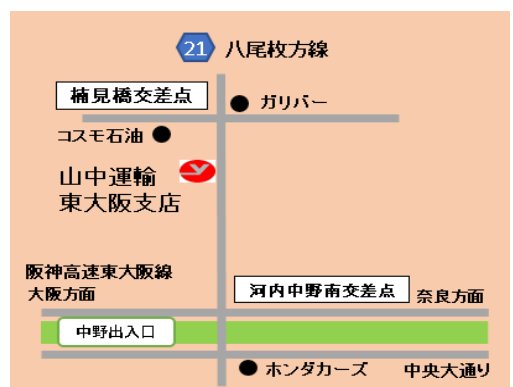 21 八尾枚方線
楠見橋交差点
ガリバー
コスモ石油
山中運輸
東大阪支店
阪神高速東大阪線
大阪方面
河内中野南交差点
奈良方面
中野出入口
ホンダカーズ
中央大通り